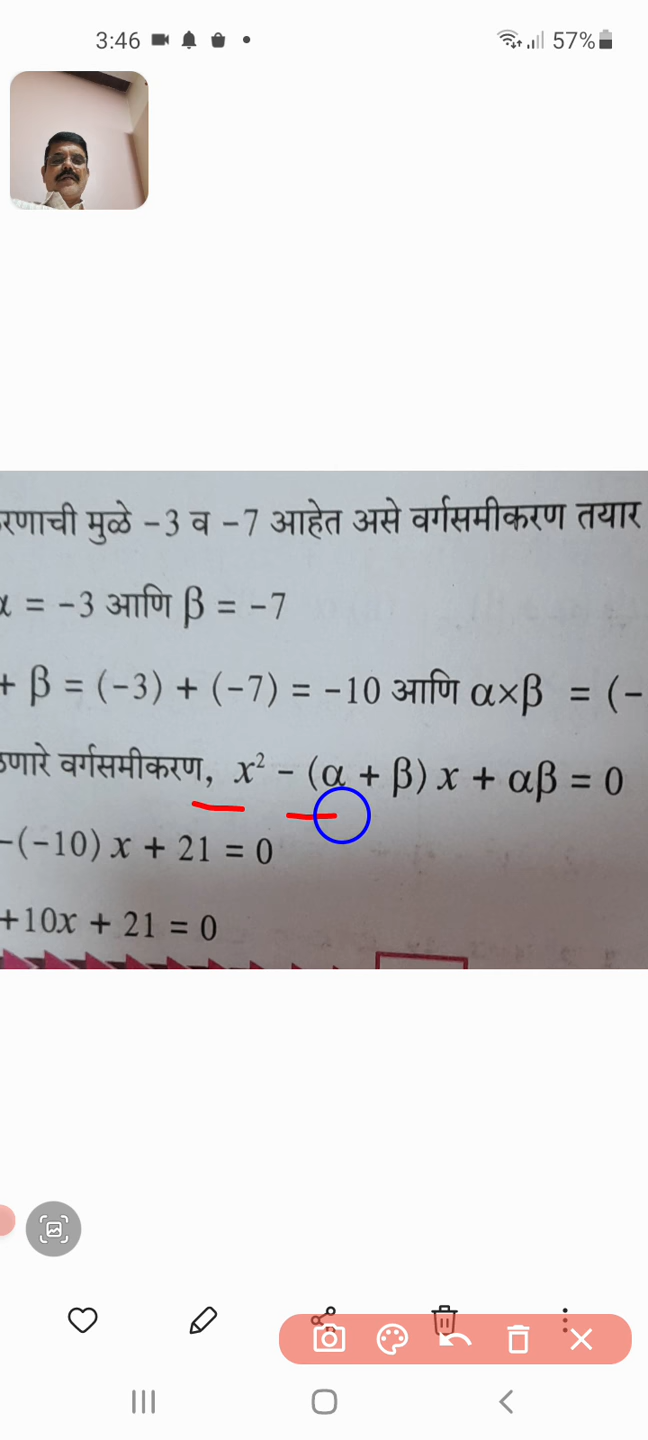 3:46
57%
रणाची मुळे -3 व -7 आहेत असे वर्गसमीकरण तयार
α = -3 आणि β = -7
+ β = (-3) + (-7) = -10 आणि α×β = (-
णारे वर्गसमीकरण, x² - (α + β) x + αβ = 0
-(-10) x + 21 = 0
+10x + 21 = 0